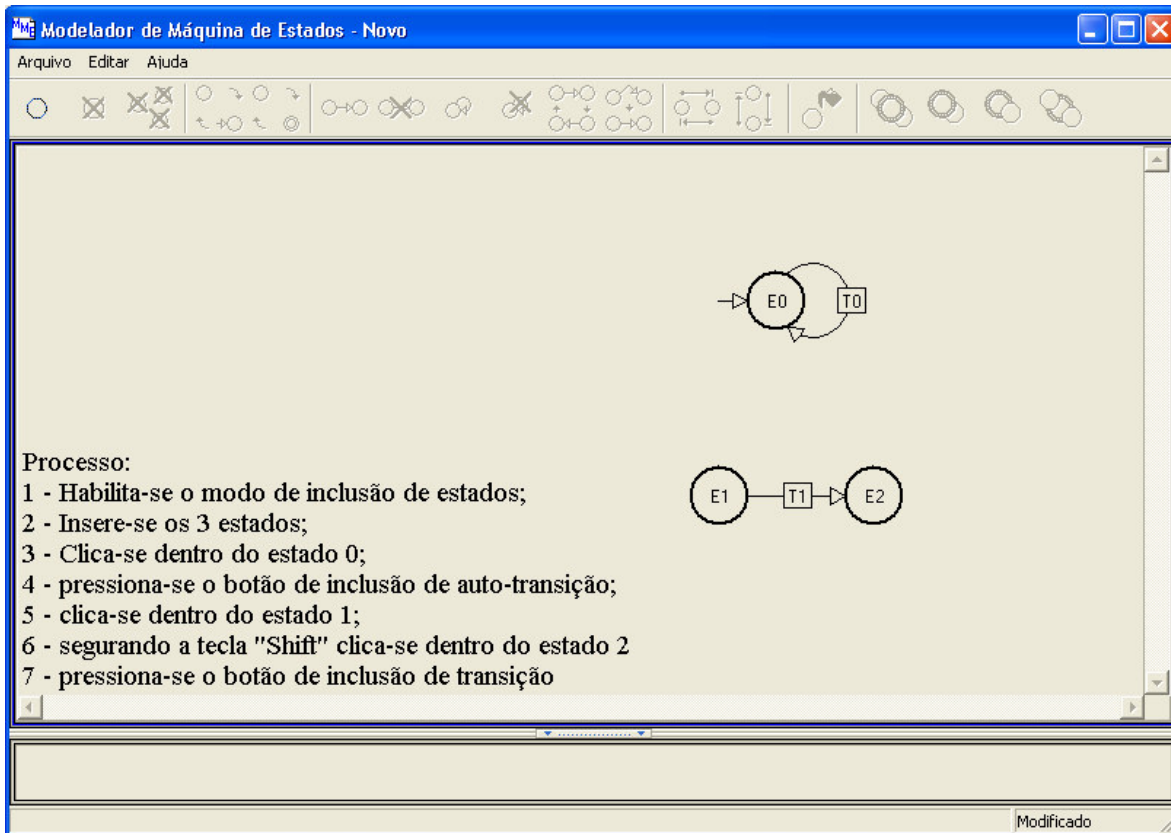 Modelador de Máquina de Estados - Novo
Arquivo Editar Ajuda
E0
T0
E1
T1
E2
Processo:
1 - Habilita-se o modo de inclusão de estados;
2 - Insere-se os 3 estados;
3 - Clica-se dentro do estado 0;
4 - pressiona-se o botão de inclusão de auto-transição;
5 - clica-se dentro do estado 1;
6 - segurando a tecla "Shift" clica-se dentro do estado 2
7 - pressiona-se o botão de inclusão de transição
Modificado